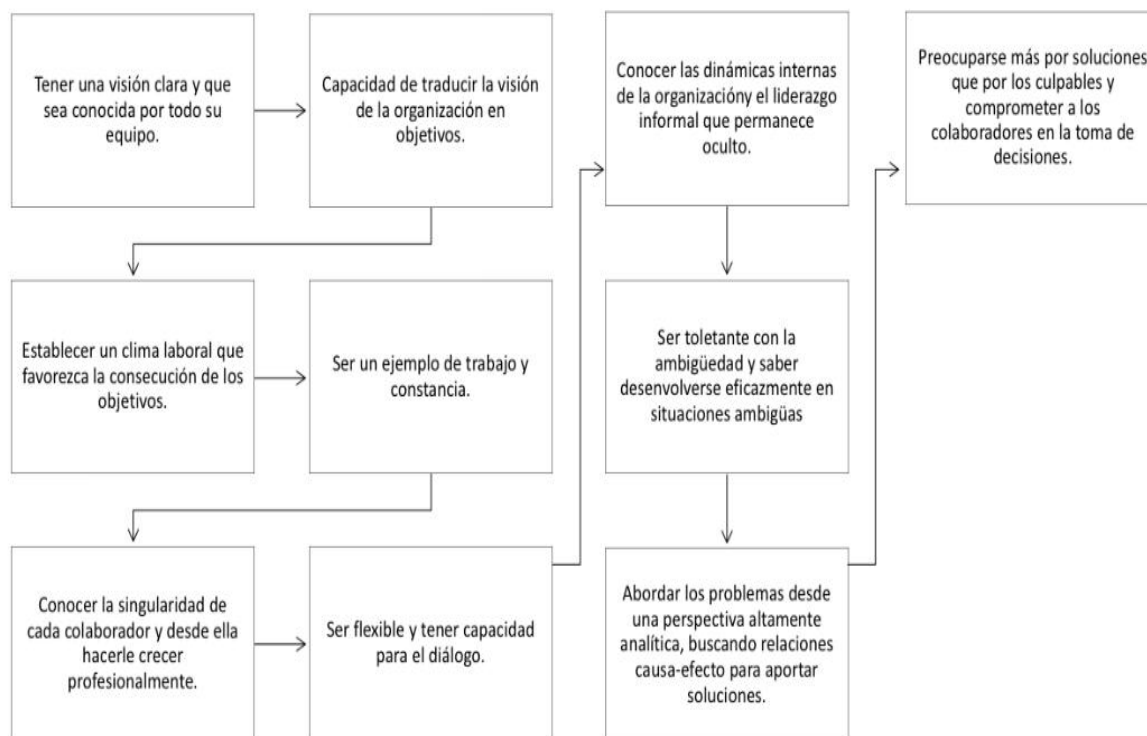 Tener una visión clara y que
sea conocida por todo su
equipo.
Capacidad de traducir la visión
de la organización en
objetivos.
Establecer un clima laboral que
favorezca la consecución de los
objetivos.
Ser un ejemplo de trabajo y
constancia.
Conocer la singularidad de
cada colaborador y desde ella
hacerle crecer
profesionalmente.
Ser flexible y tener capacidad
para el diálogo.
Conocer las dinámicas internas
de la organizacióny el liderazgo
informal que permanece
oculto.
Ser toletante con la
ambigüedad y saber
desenvolverse eficazmente en
situaciones ambigüas
Abordar los problemas desde
una perspectiva altamente
analítica, buscando relaciones
causa-efecto para aportar
soluciones.
Preocuparse más por soluciones
que por los culpables y
comprometer a los
colaboradores en la toma de
decisiones.